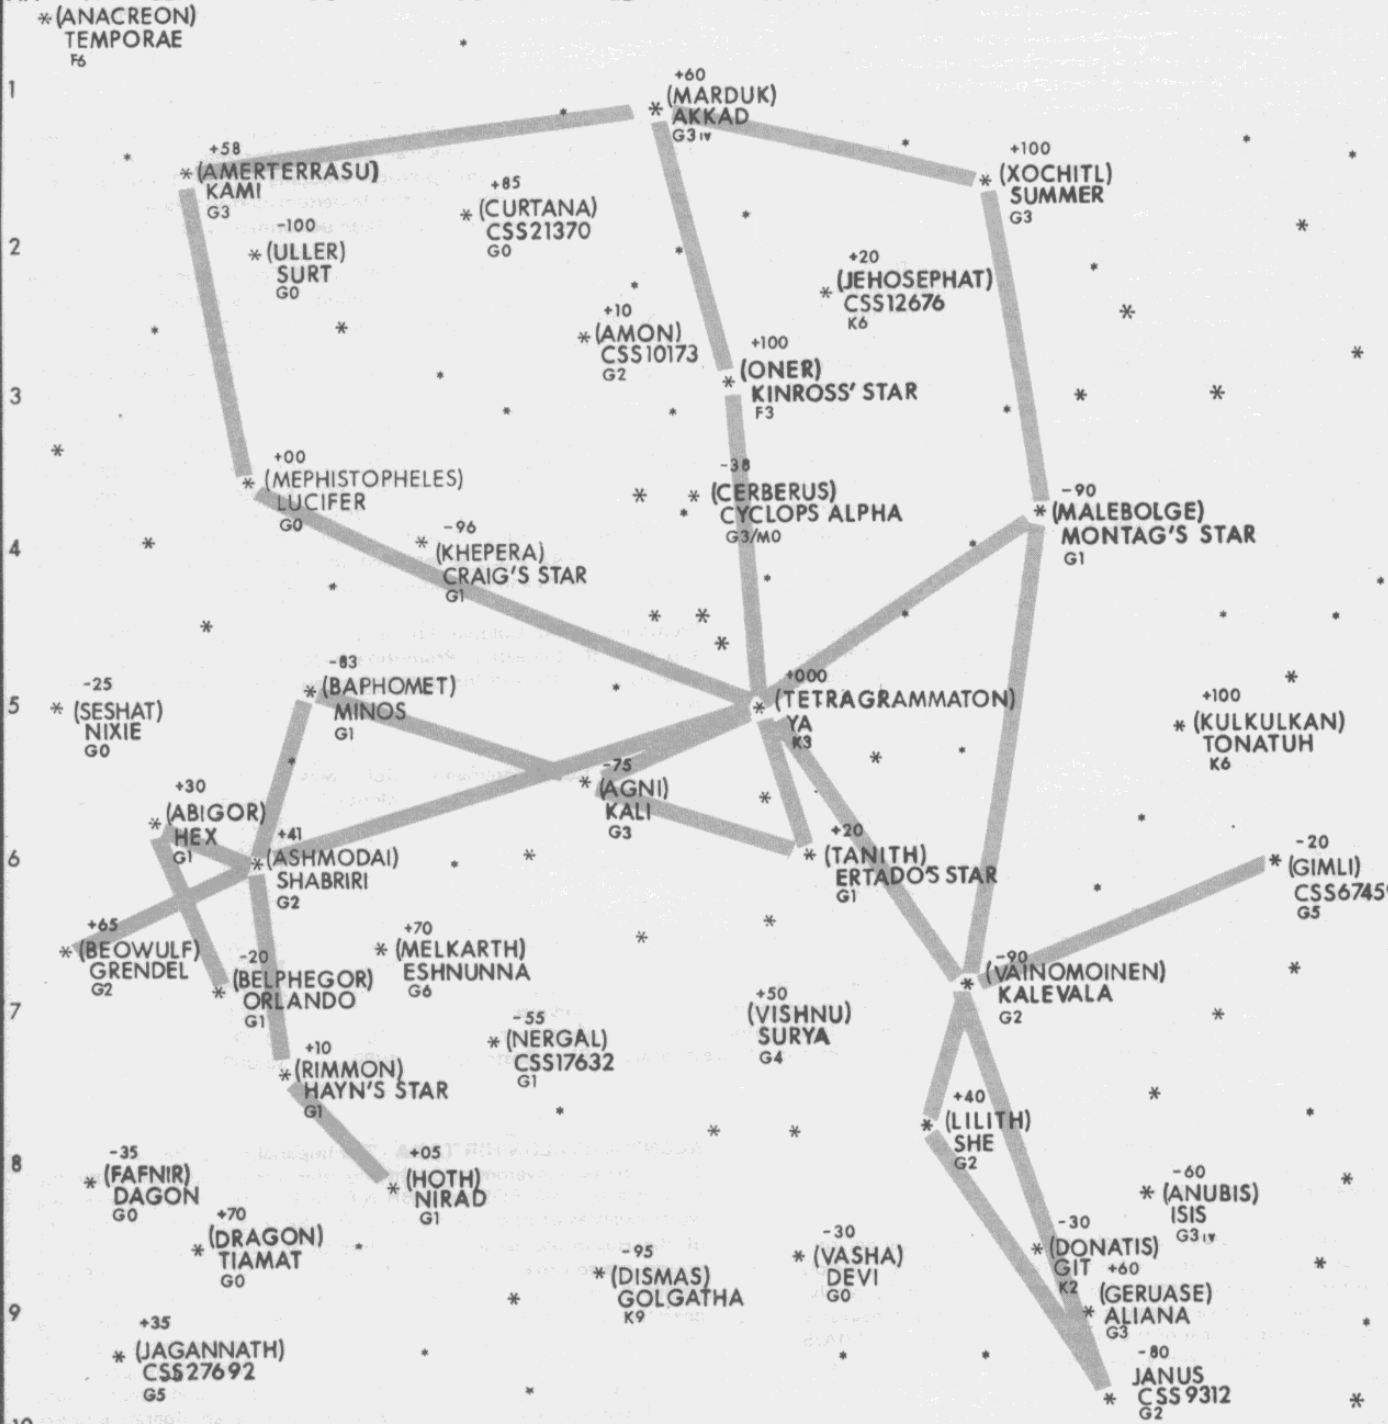 (ANACREON)
TEMPORAE
F6
1
+60
(MARDUK)
AKKAD
G3 IV
+58
(AMERTERRASU)
KAMI
G3
+100
(XOCHITL)
SUMMER
G3
+85
(CURTANA)
CSS21370
G0
2
-100
(ULLER)
SURT
G0
+20
(JEHOSEPHAT)
CSS12676
K6
+10
(AMON)
CSS10173
G2
+100
(ONER)
KINROSS' STAR
F3
3
+00
(MEPHISTOPHELES)
LUCIFER
G0
-38
(CERBERUS)
CYCLOPS ALPHA
G3/M0
-90
(MALEBOLGE)
MONTAG'S STAR
G1
4
-96
(KHEPERA)
CRAIG'S STAR
G1
-83
(BAPHOMET)
MINOS
G1
+000
(TETRAGRAMMATON)
YA
K3
5
-25
(SESHAT)
NIXIE
G0
+100
(KULKULKAN)
TONATUH
K6
-75
(AGNI)
KALI
G3
+30
(ABIGOR)
HEX
G1
+41
(ASHMODAI)
SHABRIRI
G2
+20
(TANITH)
ERTADO'S STAR
G1
6
-20
(GIMLI)
CSS6745
G5
+65
(BEOWULF)
GRENDEL
G2
-20
(BELPHEGOR)
ORLANDO
G1
+70
(MELKARTH)
ESHNUNNA
G6
-90
(VAINOMOINEN)
KALEVALA
G2
7
+50
(VISHNU)
SURYA
G4
-55
(NERGAL)
CSS17632
G1
+10
(RIMMON)
HAYN'S STAR
G1
+40
(LILITH)
SHE
G2
8
-35
(FAFNIR)
DAGON
G0
+05
(HOTH)
NIRAD
G1
-60
(ANUBIS)
ISIS
G3 IV
+70
(DRAGON)
TIAMAT
G0
-95
(DISMAS)
GOLGATHA
K9
-30
(VASHA)
DEVI
G0
-30
(DONATIS)
GIT
K2
+60
(GERUASE)
ALIANA
G3
9
+35
(JAGANNATH)
CSS27692
G5
-80
JANUS
CSS 9312
G2